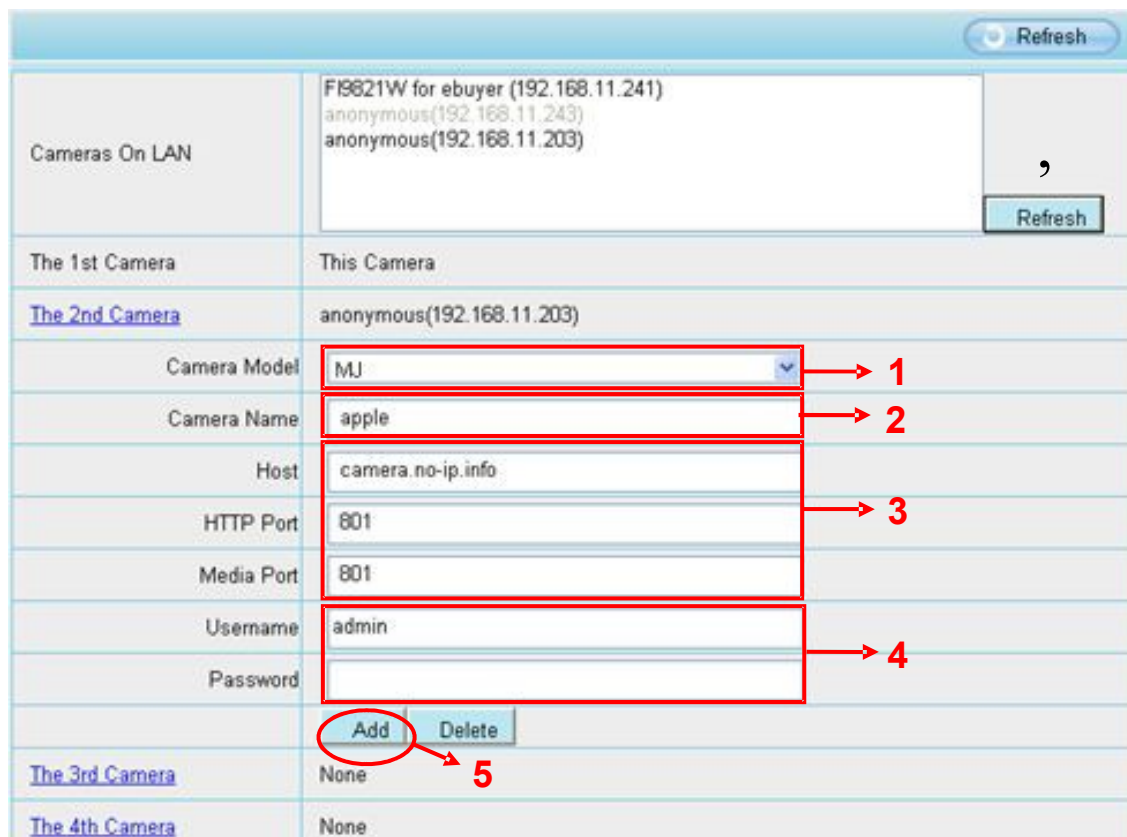 Refresh
Cameras On LAN
FI9821W for ebuyer (192.168.11.241)
anonymous(192.168.11.243)
anonymous(192.168.11.203)
,
Refresh
The 1st Camera This Camera
The 2nd Camera anonymous(192.168.11.203)
Camera Model MJ 1
Camera Name apple 2
Host camera.no-ip.info
HTTP Port 801 3
Media Port 801
Username admin
4
Password
Add Delete
5
The 3rd Camera None
The 4th Camera None